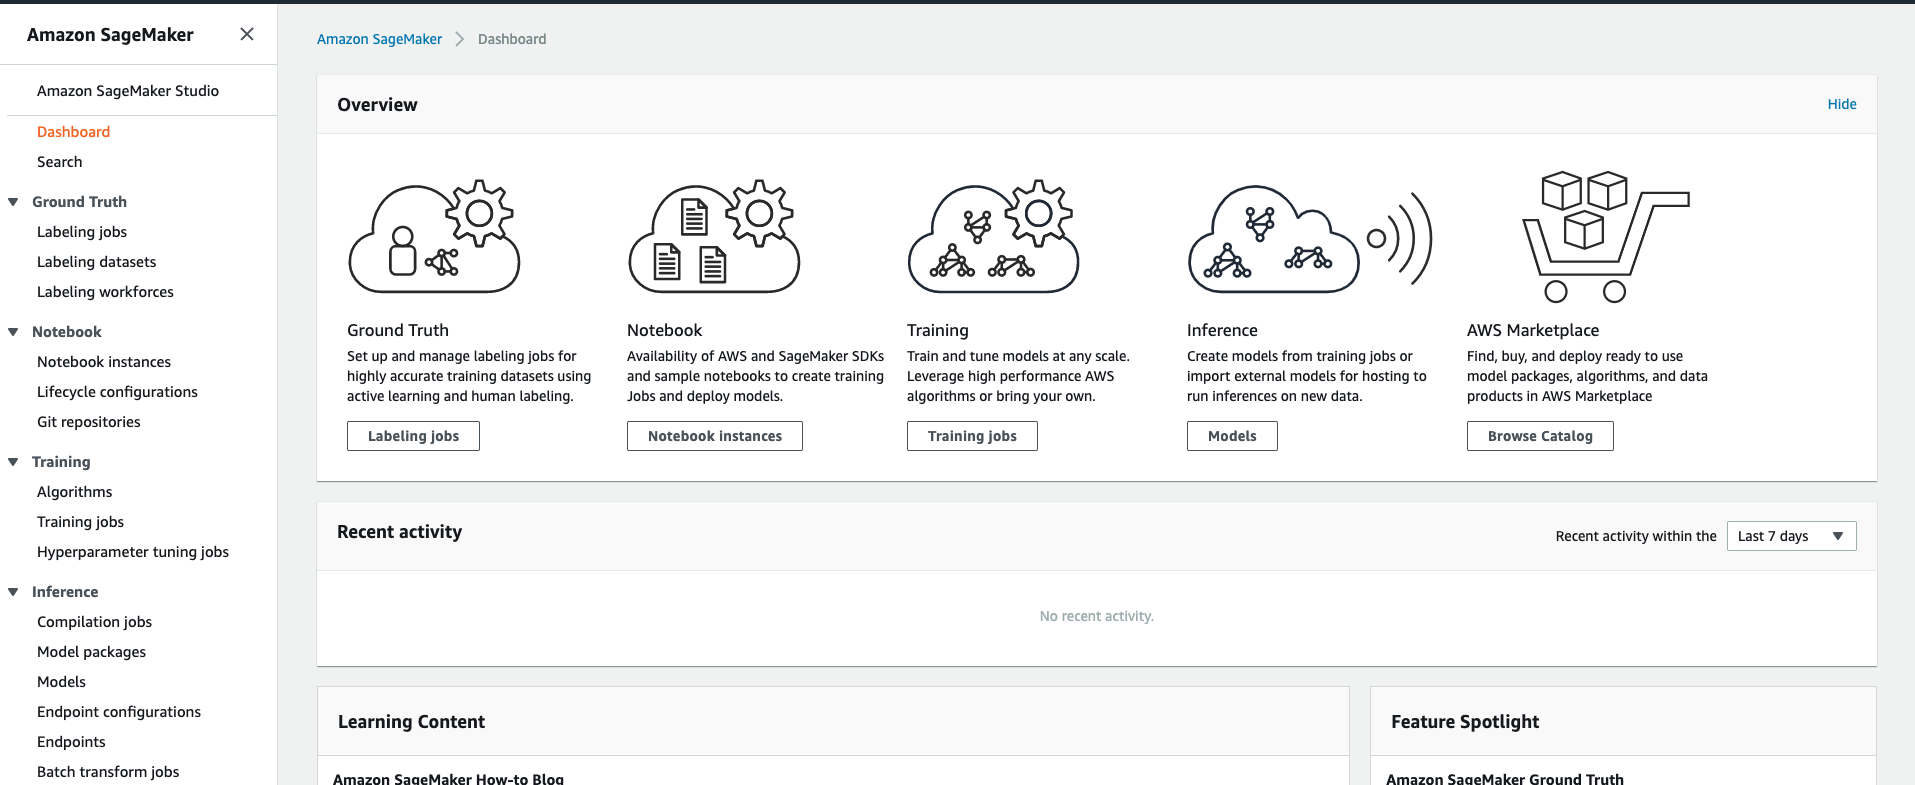 Amazon SageMaker
Amazon SageMaker Studio
Dashboard
Search
Ground Truth
Labeling jobs
Labeling datasets
Labeling workforces
Notebook
Notebook instances
Lifecycle configurations
Git repositories
Training
Algorithms
Training jobs
Hyperparameter tuning jobs
Inference
Compilation jobs
Model packages
Models
Endpoint configurations
Endpoints
Batch transform jobs
Amazon SageMaker
Dashboard
Overview
Hide
Ground Truth
Set up and manage labeling jobs for
highly accurate training datasets using
active learning and human labeling.
Labeling jobs
Notebook
Availability of AWS and SageMaker SDKs
and sample notebooks to create training
Jobs and deploy models.
Notebook instances
Training
Train and tune models at any scale.
Leverage high performance AWS
algorithms or bring your own.
Training jobs
Inference
Create models from training jobs or
import external models for hosting to
run inferences on new data.
Models
AWS Marketplace
Find, buy, and deploy ready to use
model packages, algorithms, and data
products in AWS Marketplace
Browse Catalog
Recent activity
Recent activity within the
Last 7 days
No recent activity.
Learning Content
Amazon SageMaker How-to Blog
Feature Spotlight
Amazon SageMaker Ground Truth